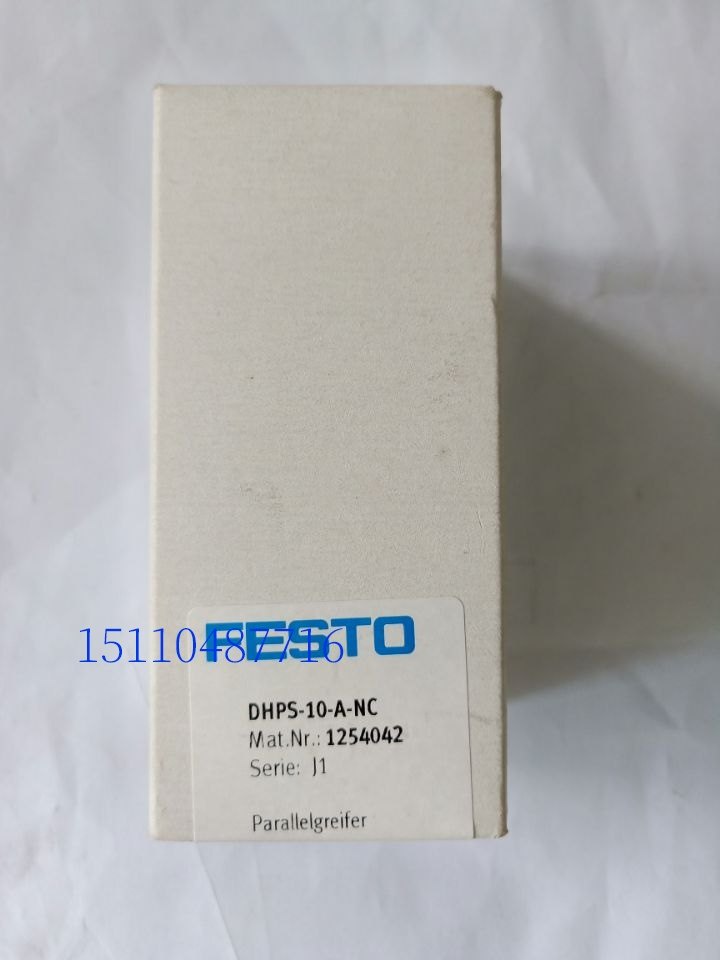 FESTO
15110487716
DHPS-10-A-NC
Mat.Nr.: 1254042
Serie: J1
Parallelgreifer